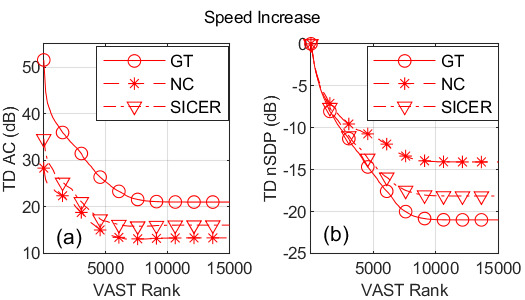 Speed Increase
TD AC (dB)
50
40
30
20
10
GT
NC
SICER
(a)
5000 10000 15000
VAST Rank
TD nSDP (dB)
0
-5
-10
-15
-20
-25
GT
NC
SICER
(b)
5000 10000 15000
VAST Rank